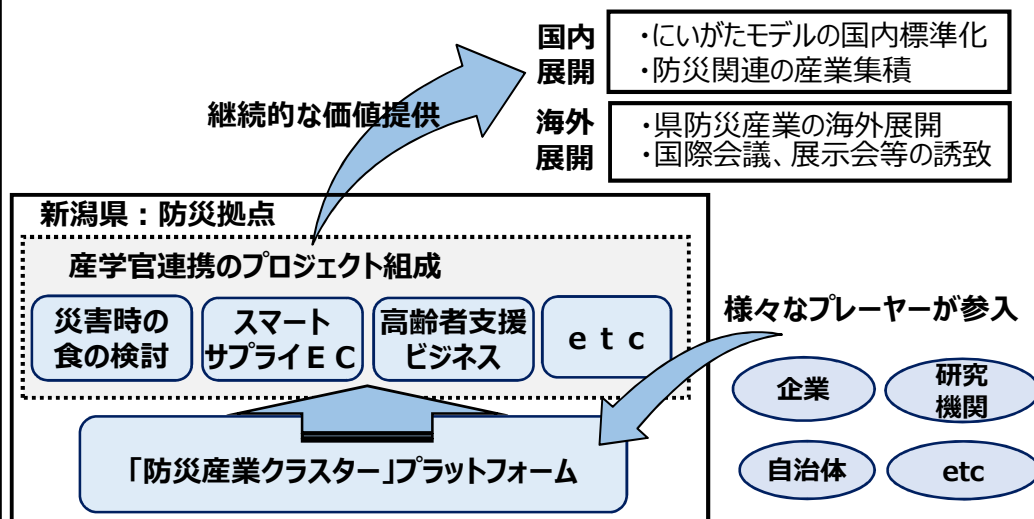 国内
展開
・にいがたモデルの国内標準化
・防災関連の産業集積
継続的な価値提供
海外
展開
・県防災産業の海外展開
・国際会議、展示会等の誘致
新潟県：防災拠点
産学官連携のプロジェクト組成
災害時の
食の検討
スマート
サプライＥＣ
高齢者支援
ビジネス
ｅｔｃ
様々なプレーヤーが参入
企業
研究
機関
自治体
etc
「防災産業クラスター」プラットフォーム